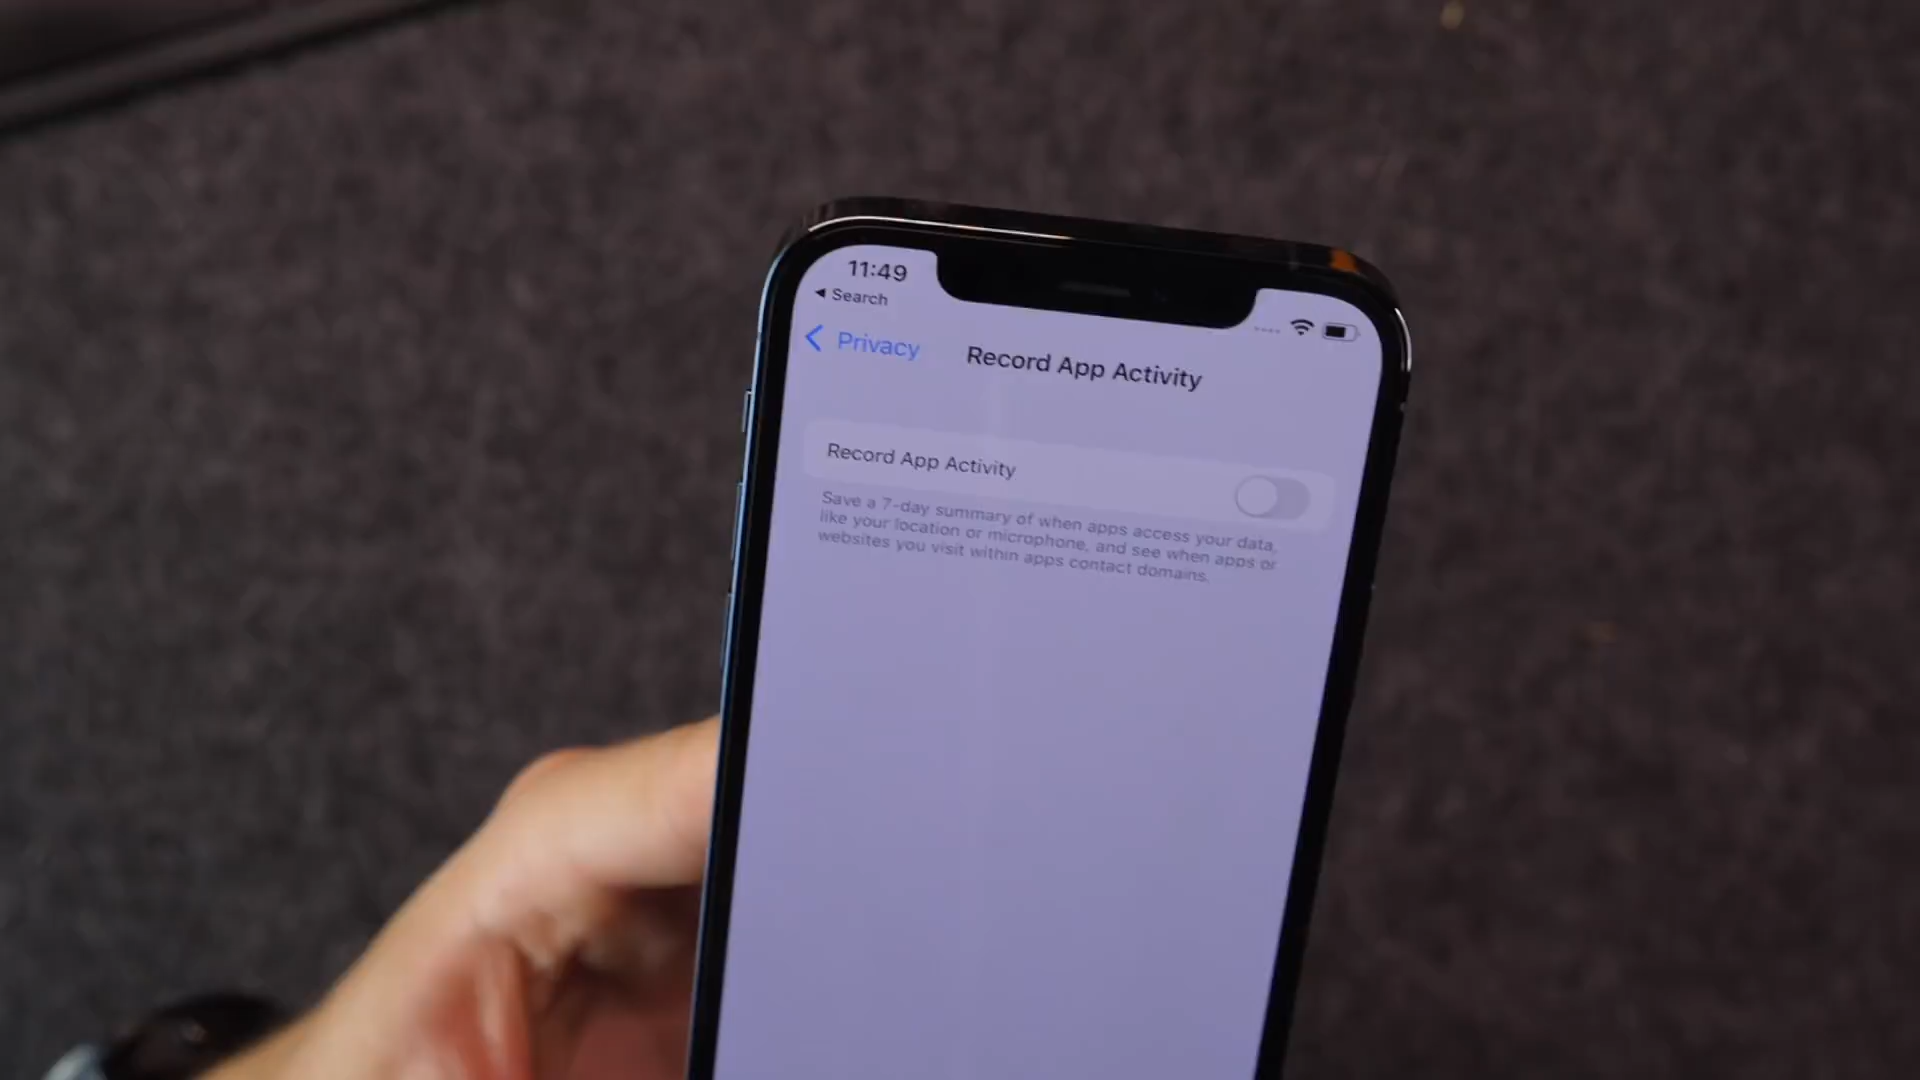 11:49
◀ Search
Privacy
Record App Activity
Record App Activity
Save a 7-day summary of when apps access your data,
like your location or microphone, and see when apps or
websites you visit within apps contact domains.